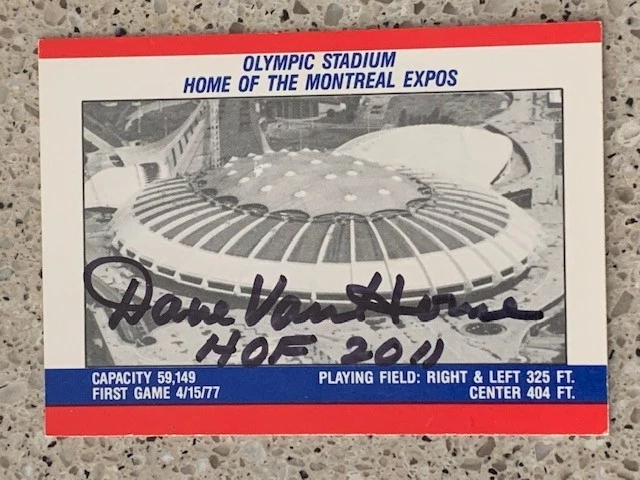 OLYMPIC STADIUM
HOME OF THE MONTREAL EXPOS
Dave Van Horne
HOF 2011
CAPACITY 59,149
FIRST GAME 4/15/77
PLAYING FIELD: RIGHT & LEFT 325 FT.
CENTER 404 FT.